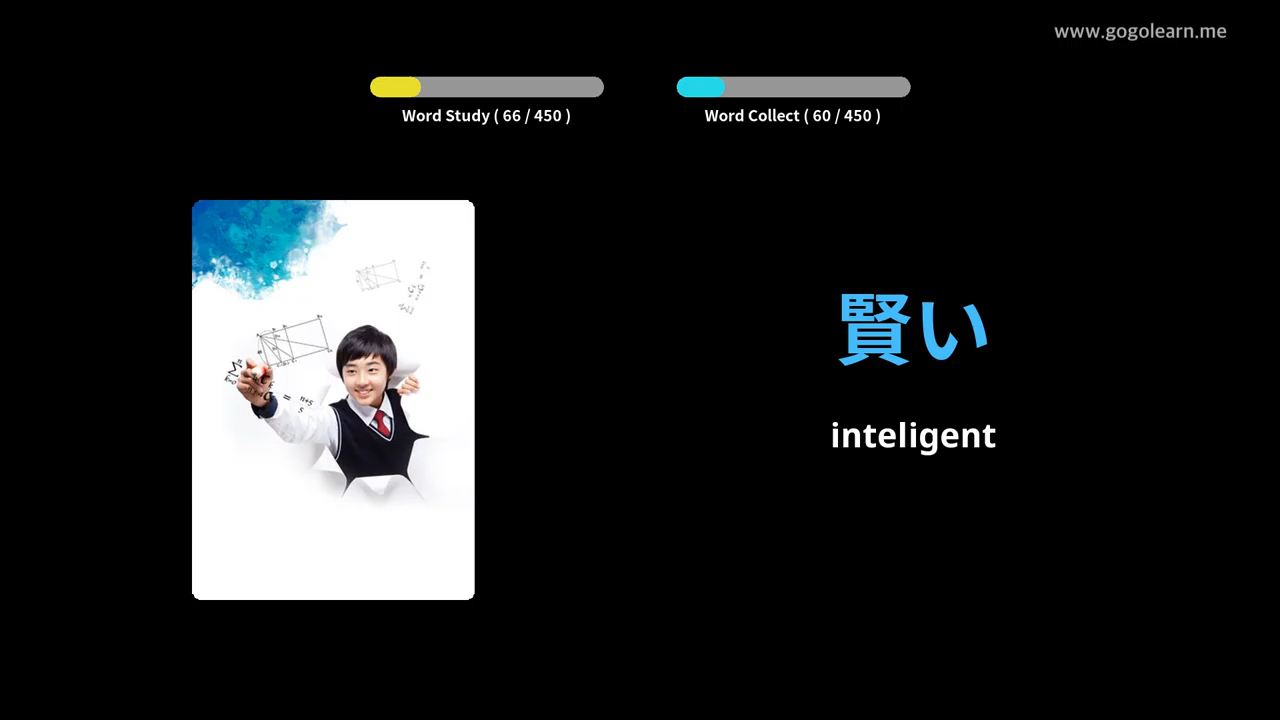 www.gogolearn.me
Word Study ( 66 / 450 )
Word Collect ( 60 / 450 )
賢い
inteligent